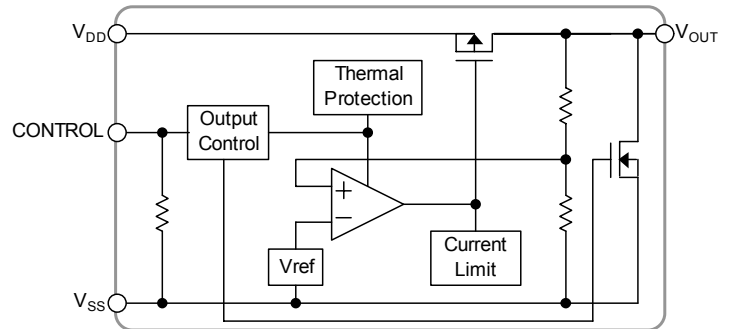 VDD
VOUT
Thermal
Protection
CONTROL
Output
Control
+
−
Vref
Current
Limit
VSS